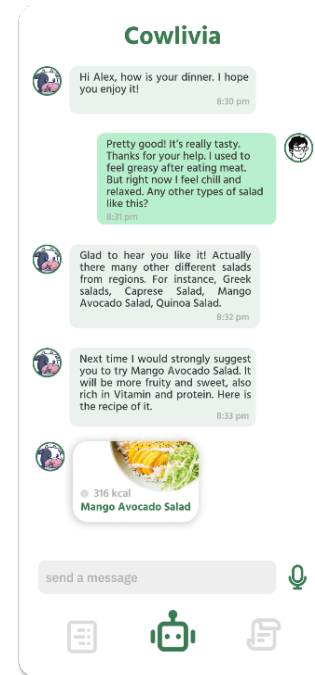 Cowlivia
Hi Alex, how is your dinner. I hope
you enjoy it!
8:30 pm
Pretty good! It's really tasty.
Thanks for your help. I used to
feel greasy after eating meat.
But right now I feel chill and
relaxed. Any other types of salad
like this?
8:31 pm
Glad to hear you like it! Actually
there many other different salads
from regions. For instance, Greek
salads, Caprese Salad, Mango
Avocado Salad, Quinoa Salad.
8:32 pm
Next time I would strongly suggest
you to try Mango Avocado Salad. It
will be more fruity and sweet, also
rich in Vitamin and protein. Here is
the recipe of it.
8:33 pm
316 kcal
Mango Avocado Salad
send a message